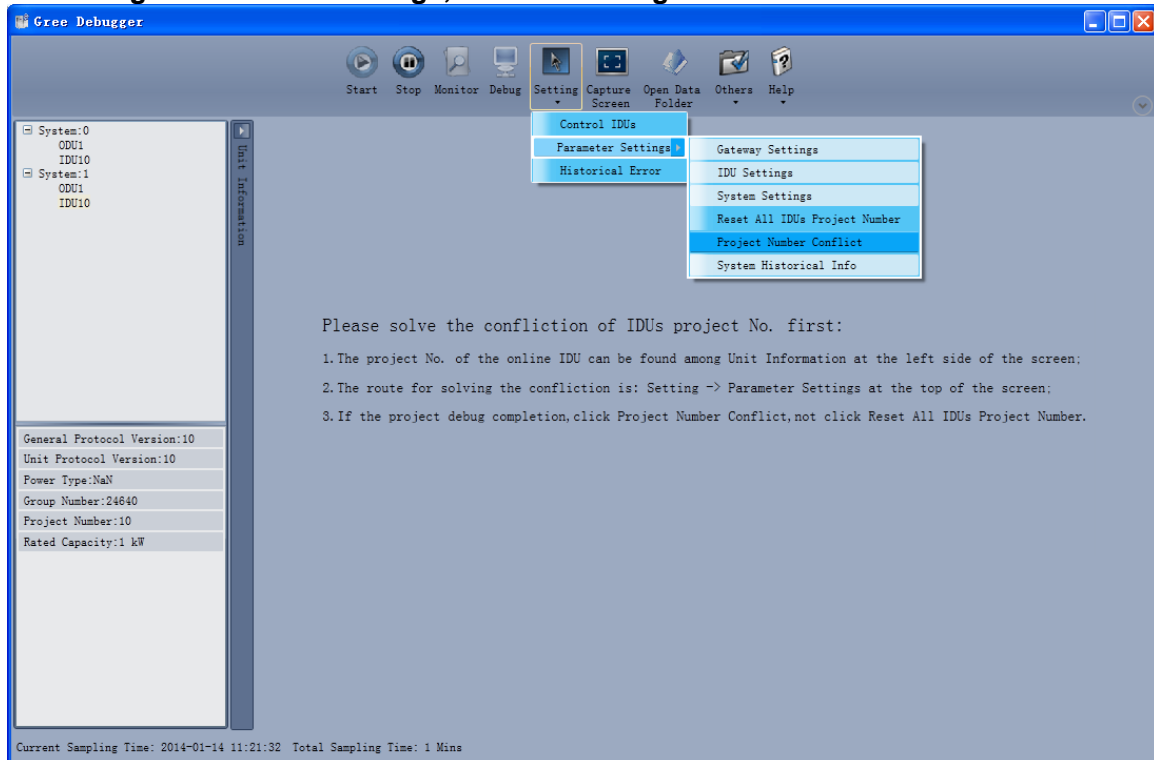 Gree Debugger
Start Stop Monitor Debug Setting Capture Screen Open Data Folder Others Help
Control IDUs
Parameter Settings
Historical Error
Gateway Settings
IDU Settings
System Settings
Reset All IDUs Project Number
Project Number Conflict
System Historical Info
System:0
ODU1
IDU10
System:1
ODU1
IDU10
Unit Information
Please solve the confliction of IDUs project No. first:
1.The project No. of the online IDU can be found among Unit Information at the left side of the screen;
2.The route for solving the confliction is: Setting -> Parameter Settings at the top of the screen;
3.If the project debug completion,click Project Number Conflict,not click Reset All IDUs Project Number.
General Protocol Version:10
Unit Protocol Version:10
Power Type:NaN
Group Number:24640
Project Number:10
Rated Capacity:1 kW
Current Sampling Time: 2014-01-14 11:21:32 Total Sampling Time: 1 Mins